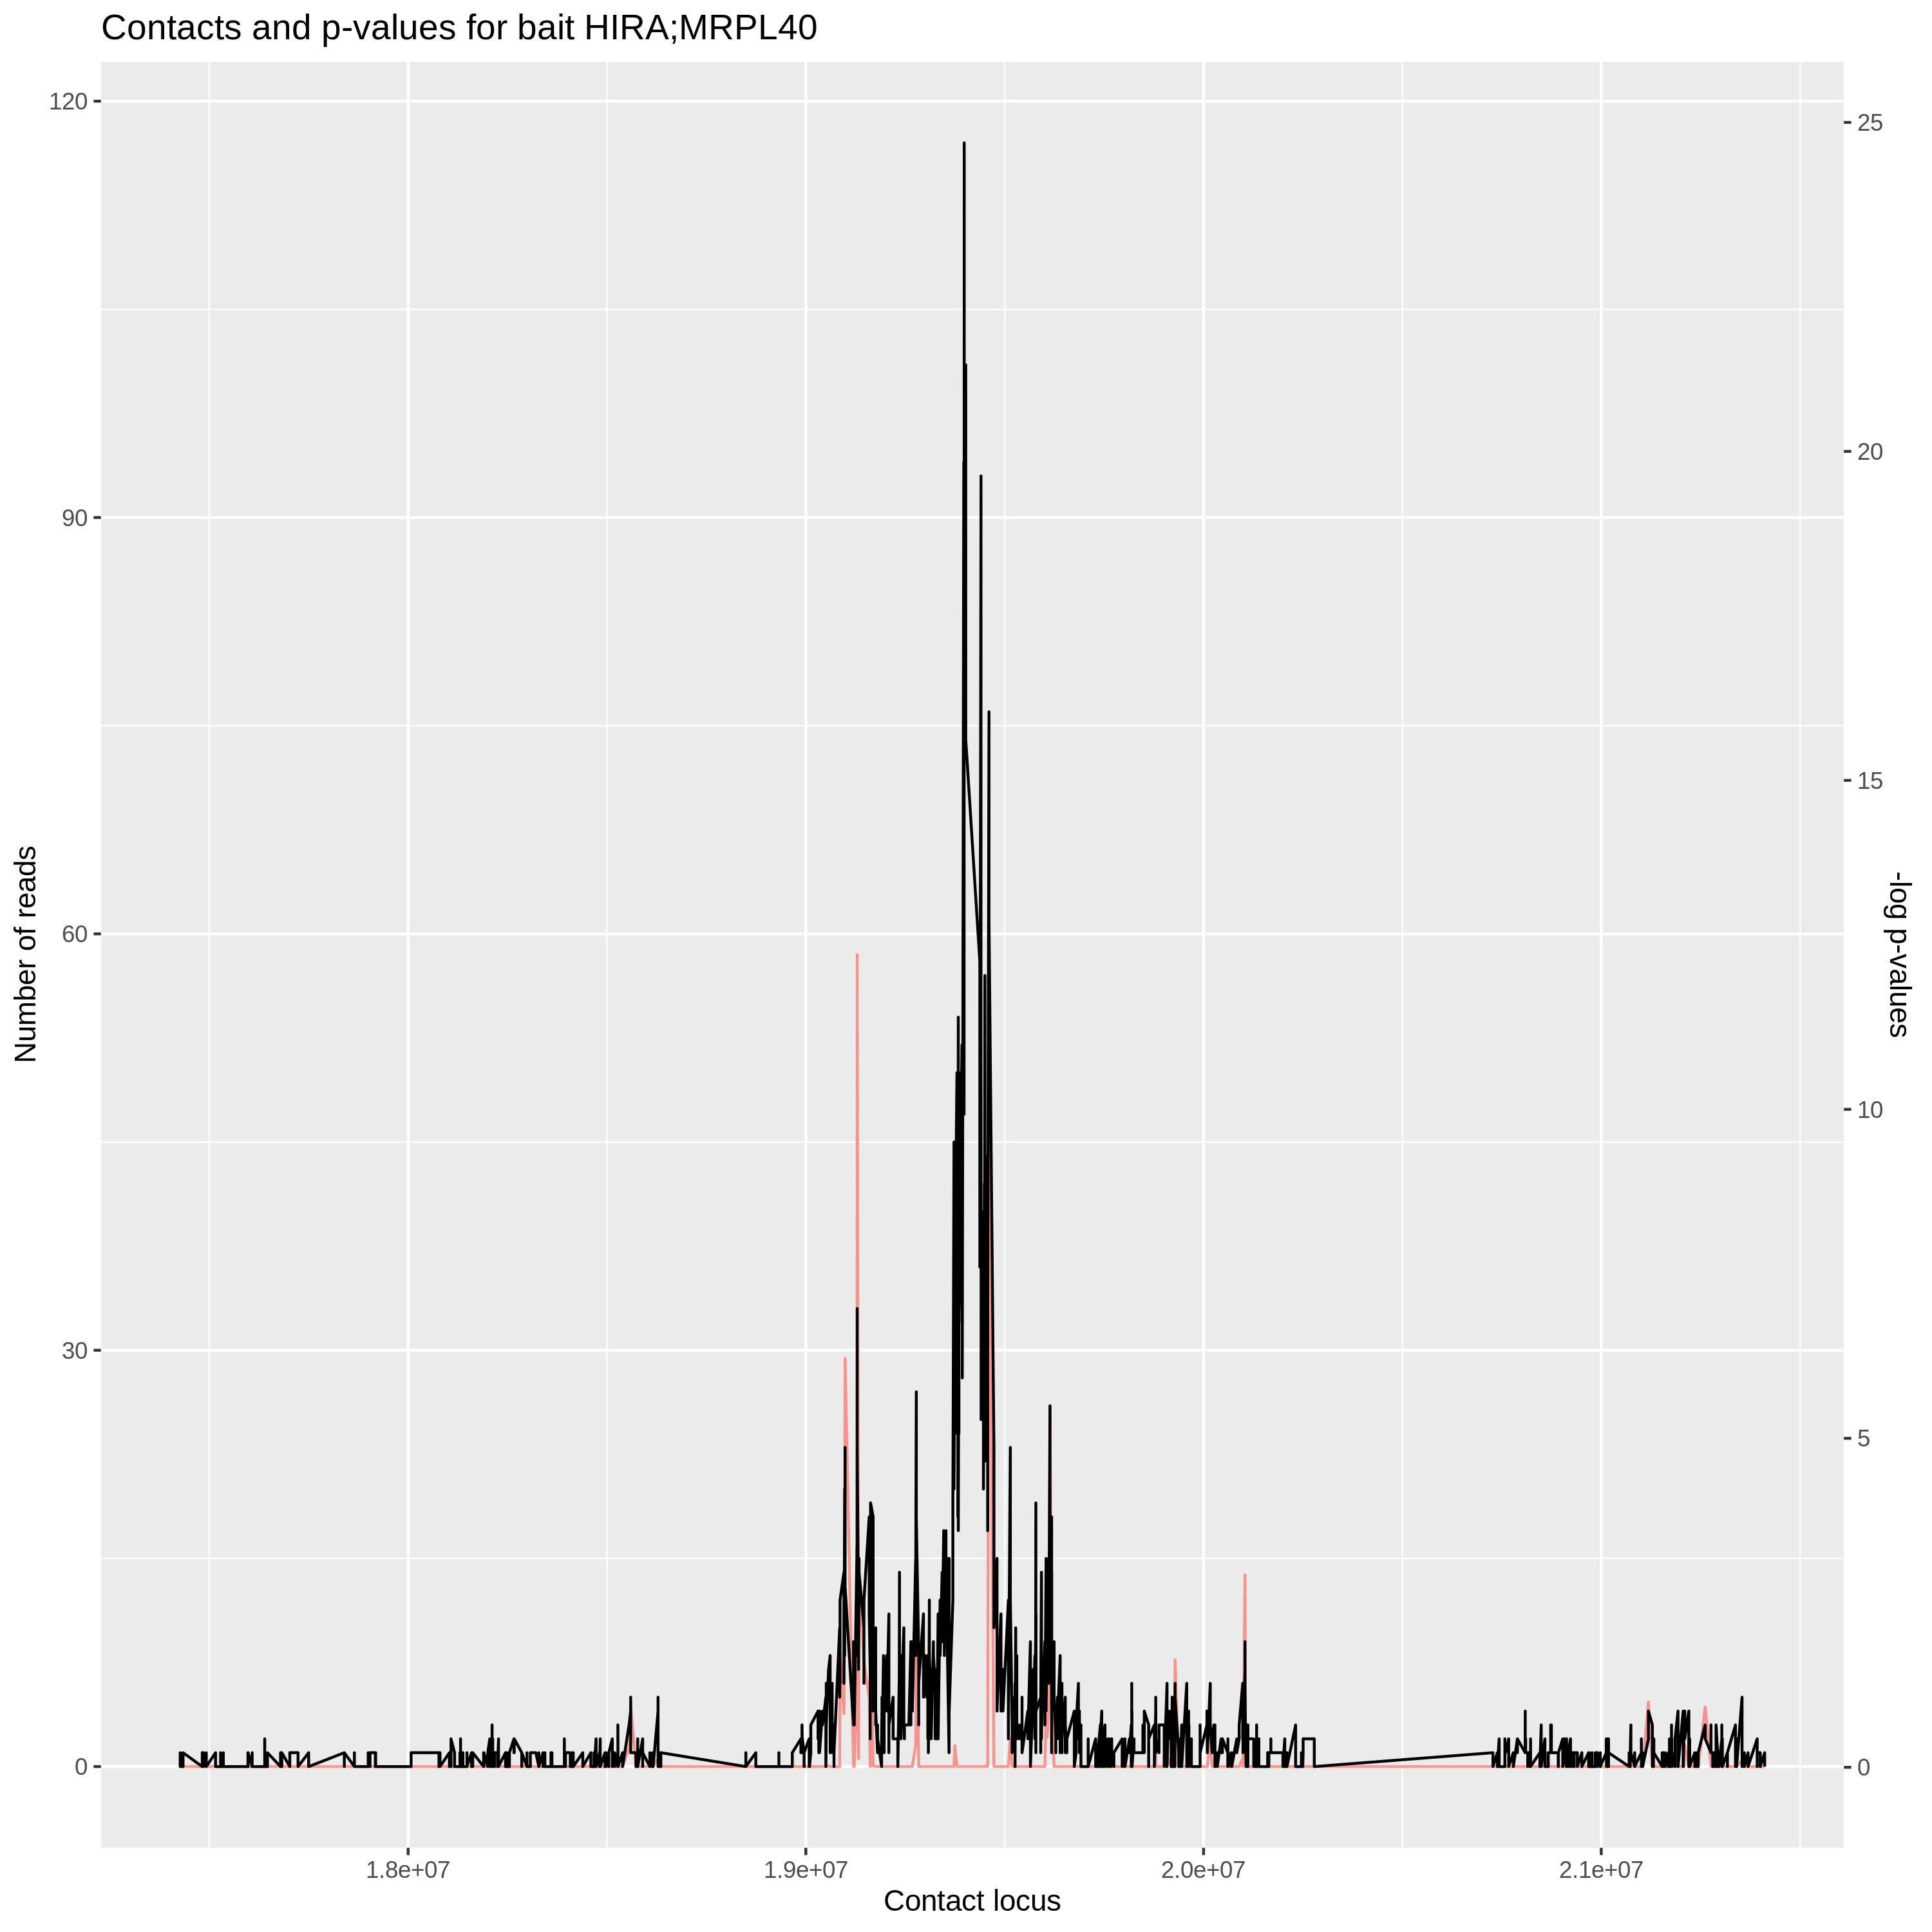 Contacts and p-values for bait HIRA;MRPL40
120
90
60
30
0
Number of reads
25
20
15
10
5
0
-log p-values
1.8e+07
1.9e+07
2.0e+07
2.1e+07
Contact locus